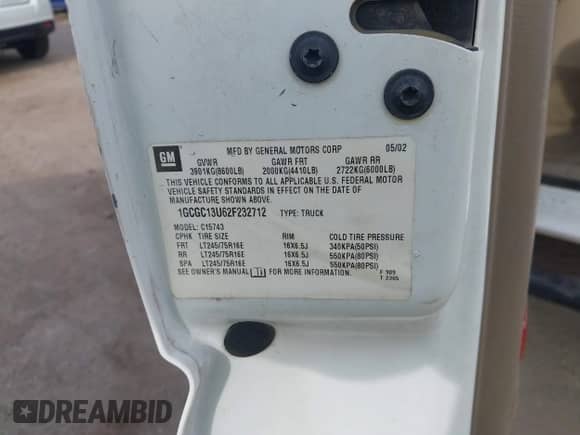 GM
MFD BY GENERAL MOTORS CORP 05/02
GVWR GAWR FRT GAWR RR
3901KG(8600LB) 2000KG(4410LB) 2722KG(6000LB)
THIS VEHICLE CONFORMS TO ALL APPLICABLE U.S. FEDERAL MOTOR
VEHICLE SAFETY STANDARDS IN EFFECT ON THE DATE OF
MANUFACTURE SHOWN ABOVE.
1GCGC13U62F232712 TYPE: TRUCK
MODEL: C15743
CPHK TIRE SIZE RIM COLD TIRE PRESSURE
FRT LT245/75R16E 16X6.5J 340KPA(50PSI)
RR LT245/75R16E 16X6.5J 550KPA(80PSI)
SPA LT245/75R16E 16X6.5J 550KPA(80PSI)
SEE OWNER'S MANUAL FOR MORE INFORMATION.
F 109
T 2205
DREAMBID